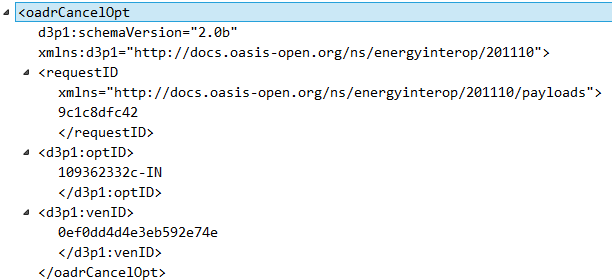 <oadrCancelOpt
d3p1:schemaVersion="2.0b"
xmlns:d3p1="http://docs.oasis-open.org/ns/energyinterop/201110">
<requestID
xmlns="http://docs.oasis-open.org/ns/energyinterop/201110/payloads">
9c1c8dfc42
</requestID>
<d3p1:optID>
109362332c-IN
</d3p1:optID>
<d3p1:venID>
0ef0dd4d4e3eb592e74e
</d3p1:venID>
</oadrCancelOpt>